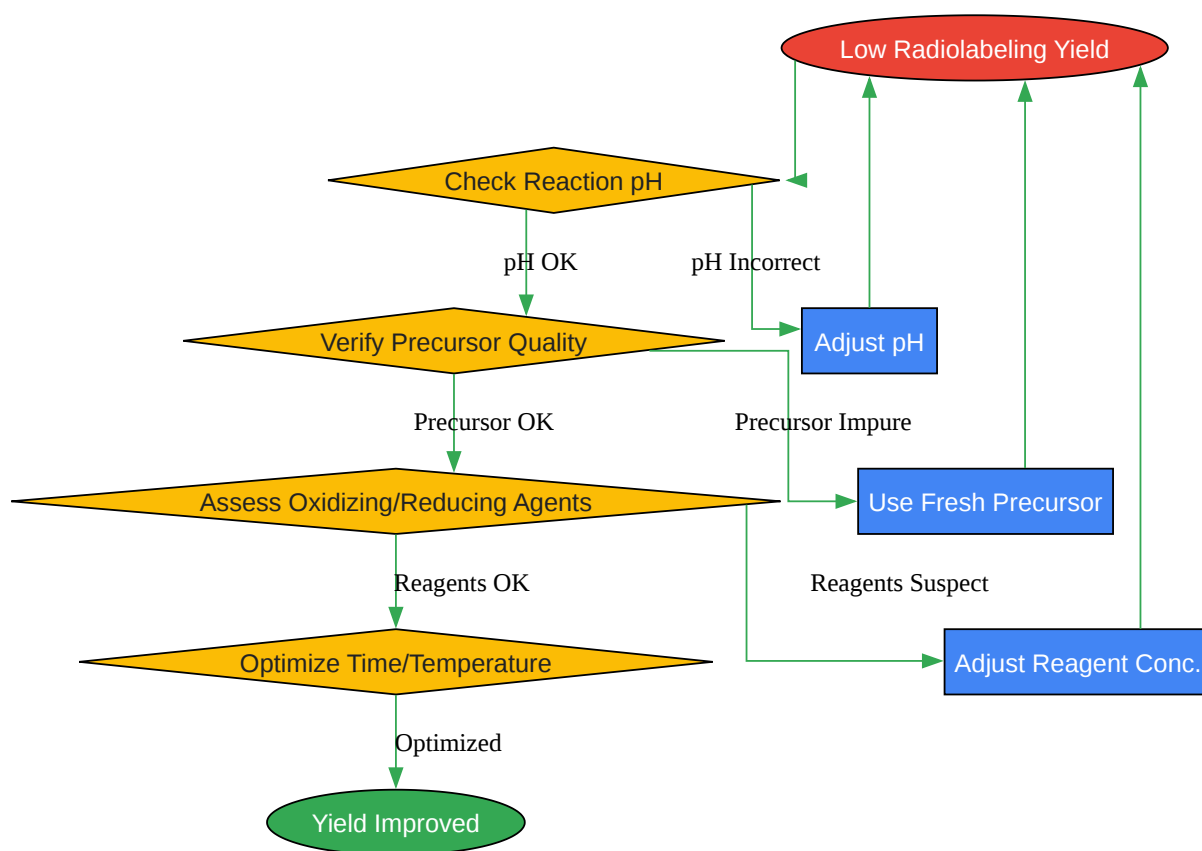 Low Radiolabeling Yield
Check Reaction pH
pH OK
pH Incorrect
Verify Precursor Quality
Adjust pH
Precursor OK
Precursor Impure
Assess Oxidizing/Reducing Agents
Use Fresh Precursor
Reagents OK
Reagents Suspect
Optimize Time/Temperature
Adjust Reagent Conc.
Optimized
Yield Improved